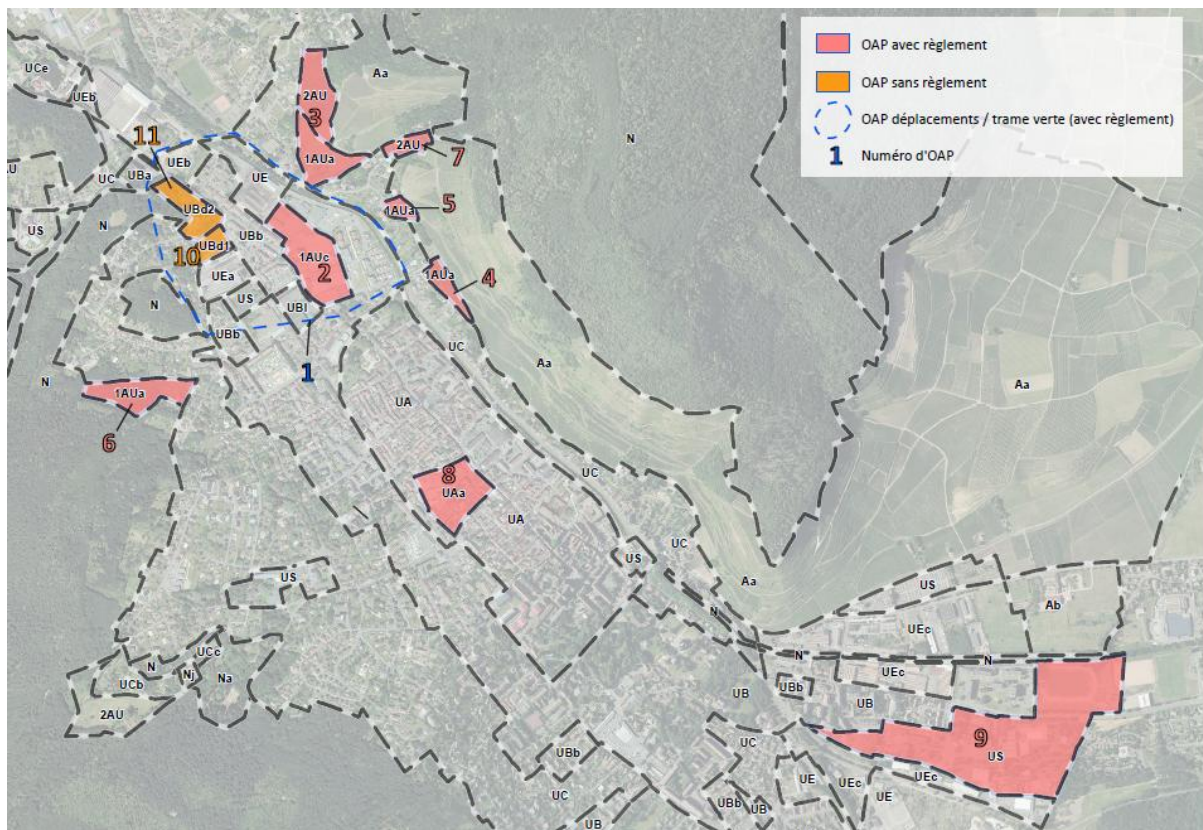 OAP avec règlement
OAP sans règlement
OAP déplacements / trame verte (avec règlement)
1 Numéro d'OAP
UCe
UEb
Aa
2AU
3
N
11
2AU
7
UEb
UE
1AUa
UC
UBa
UBd2
1AUa
5
US
N
UBd1
UBb
10
1AUc
2
UEa
1AUa
4
N
US
UBl
UBb
UC
1
Aa
Aa
N
1AUa
UA
6
8
UAa
UC
UA
US
UC
US
Aa
US
Ab
N
UEc
UCc
N
N
N
UCb
Nj
Na
UEc
UBb
UB
UB
2AU
9
UC
US
UBb
UE
UEc
UEc
UE
UC
UBb
UB
UB